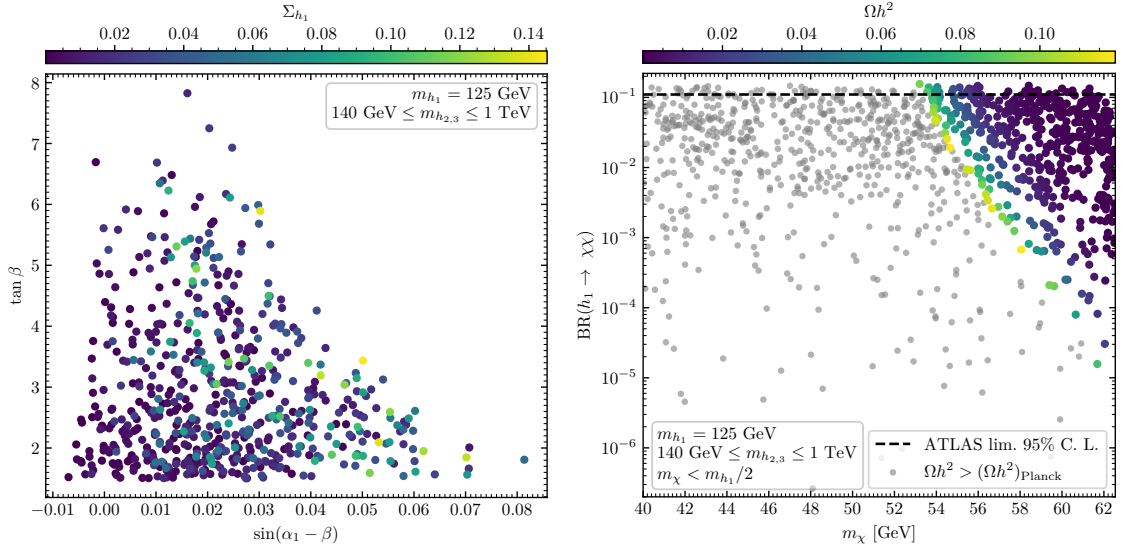 Σ_{h_1}
0.02 0.04 0.06 0.08 0.10 0.12 0.14
m_{h_1} = 125 GeV
140 GeV ≤ m_{h_{2,3}} ≤ 1 TeV
8
7
6
5
4
3
2
tan β
−0.01 0.00 0.01 0.02 0.03 0.04 0.05 0.06 0.07 0.08
sin(α_1 − β)
Ωh^2
0.02 0.04 0.06 0.08 0.10
10^{−1}
10^{−2}
10^{−3}
10^{−4}
10^{−5}
10^{−6}
BR(h_1 → χχ)
m_{h_1} = 125 GeV
140 GeV ≤ m_{h_{2,3}} ≤ 1 TeV
m_χ < m_{h_1}/2
ATLAS lim. 95% C. L.
Ωh^2 > (Ωh^2)_{Planck}
40 42 44 46 48 50 52 54 56 58 60 62
m_χ [GeV]